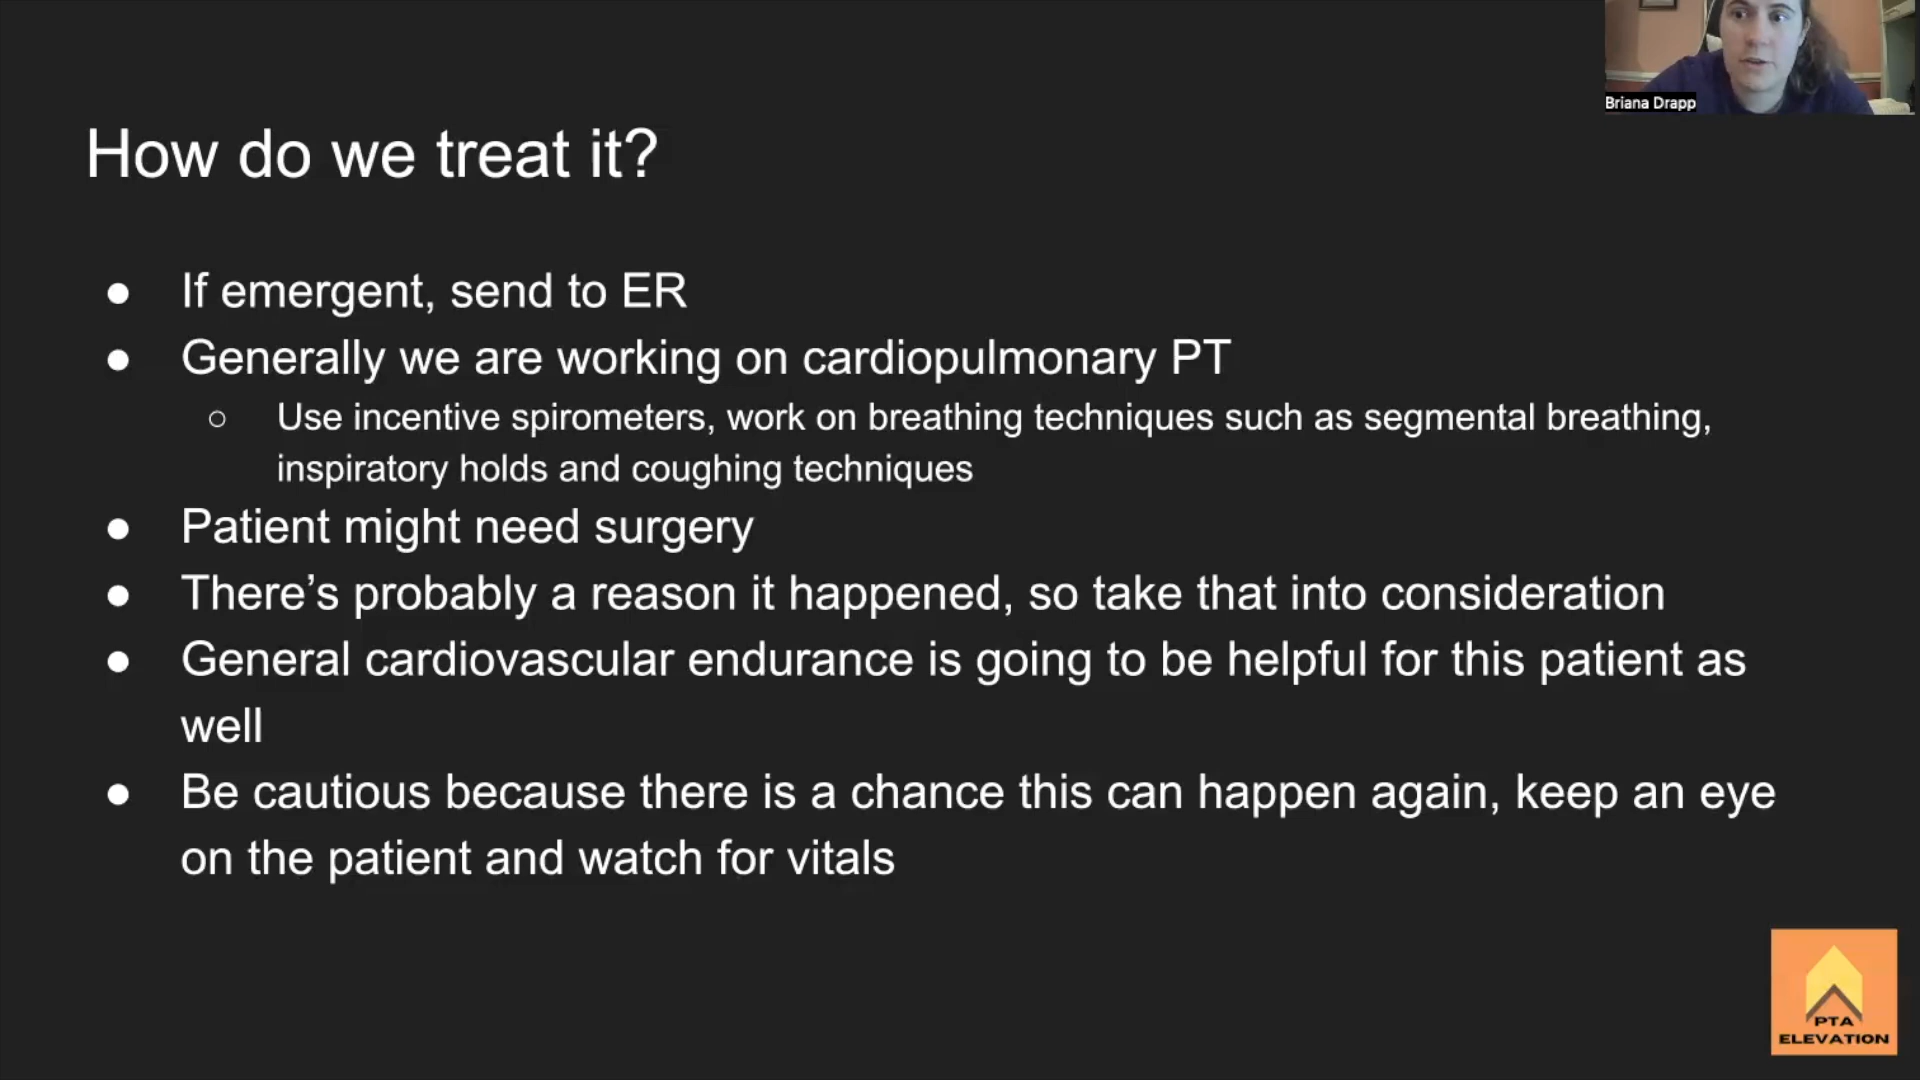 Briana Drapp
How do we treat it?
● If emergent, send to ER
● Generally we are working on cardiopulmonary PT
○ Use incentive spirometers, work on breathing techniques such as segmental breathing,
inspiratory holds and coughing techniques
● Patient might need surgery
● There’s probably a reason it happened, so take that into consideration
● General cardiovascular endurance is going to be helpful for this patient as
well
● Be cautious because there is a chance this can happen again, keep an eye
on the patient and watch for vitals
PTA
ELEVATION